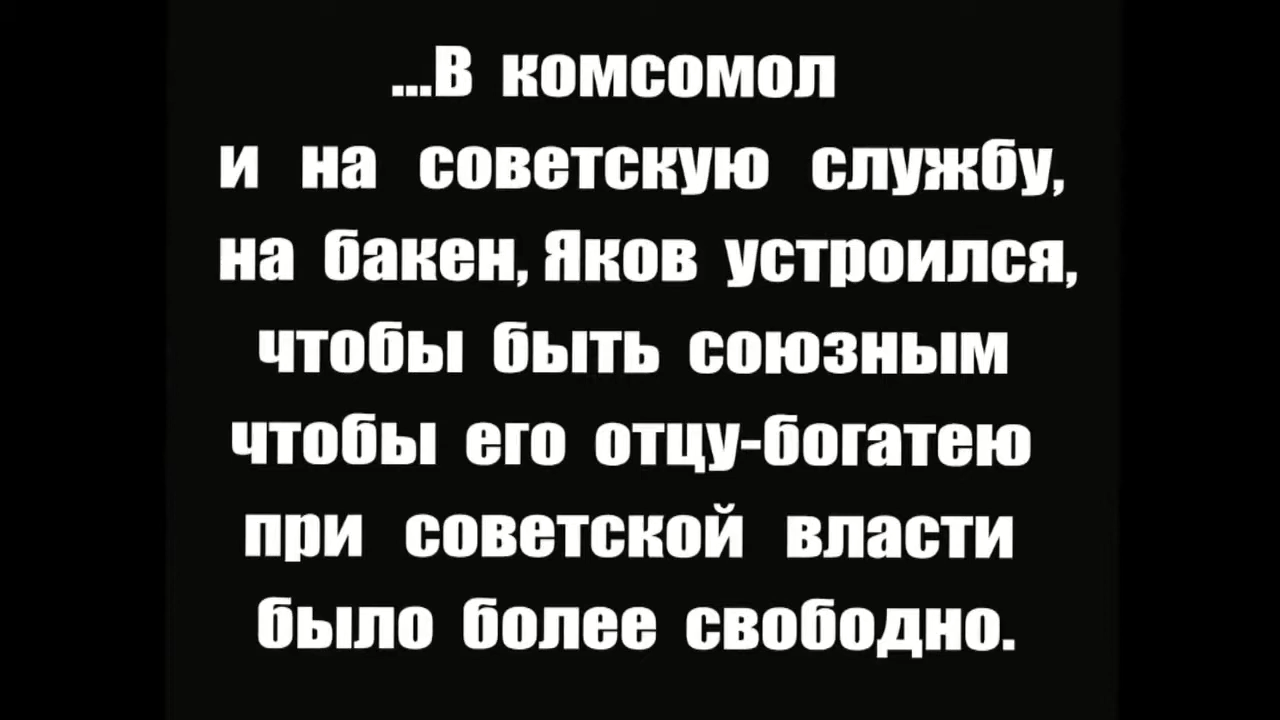 ...В комсомол
и на советскую службу,
на бакен, Яков устроился,
чтобы быть союзным
чтобы его отцу-богатею
при советской власти
было более свободно.